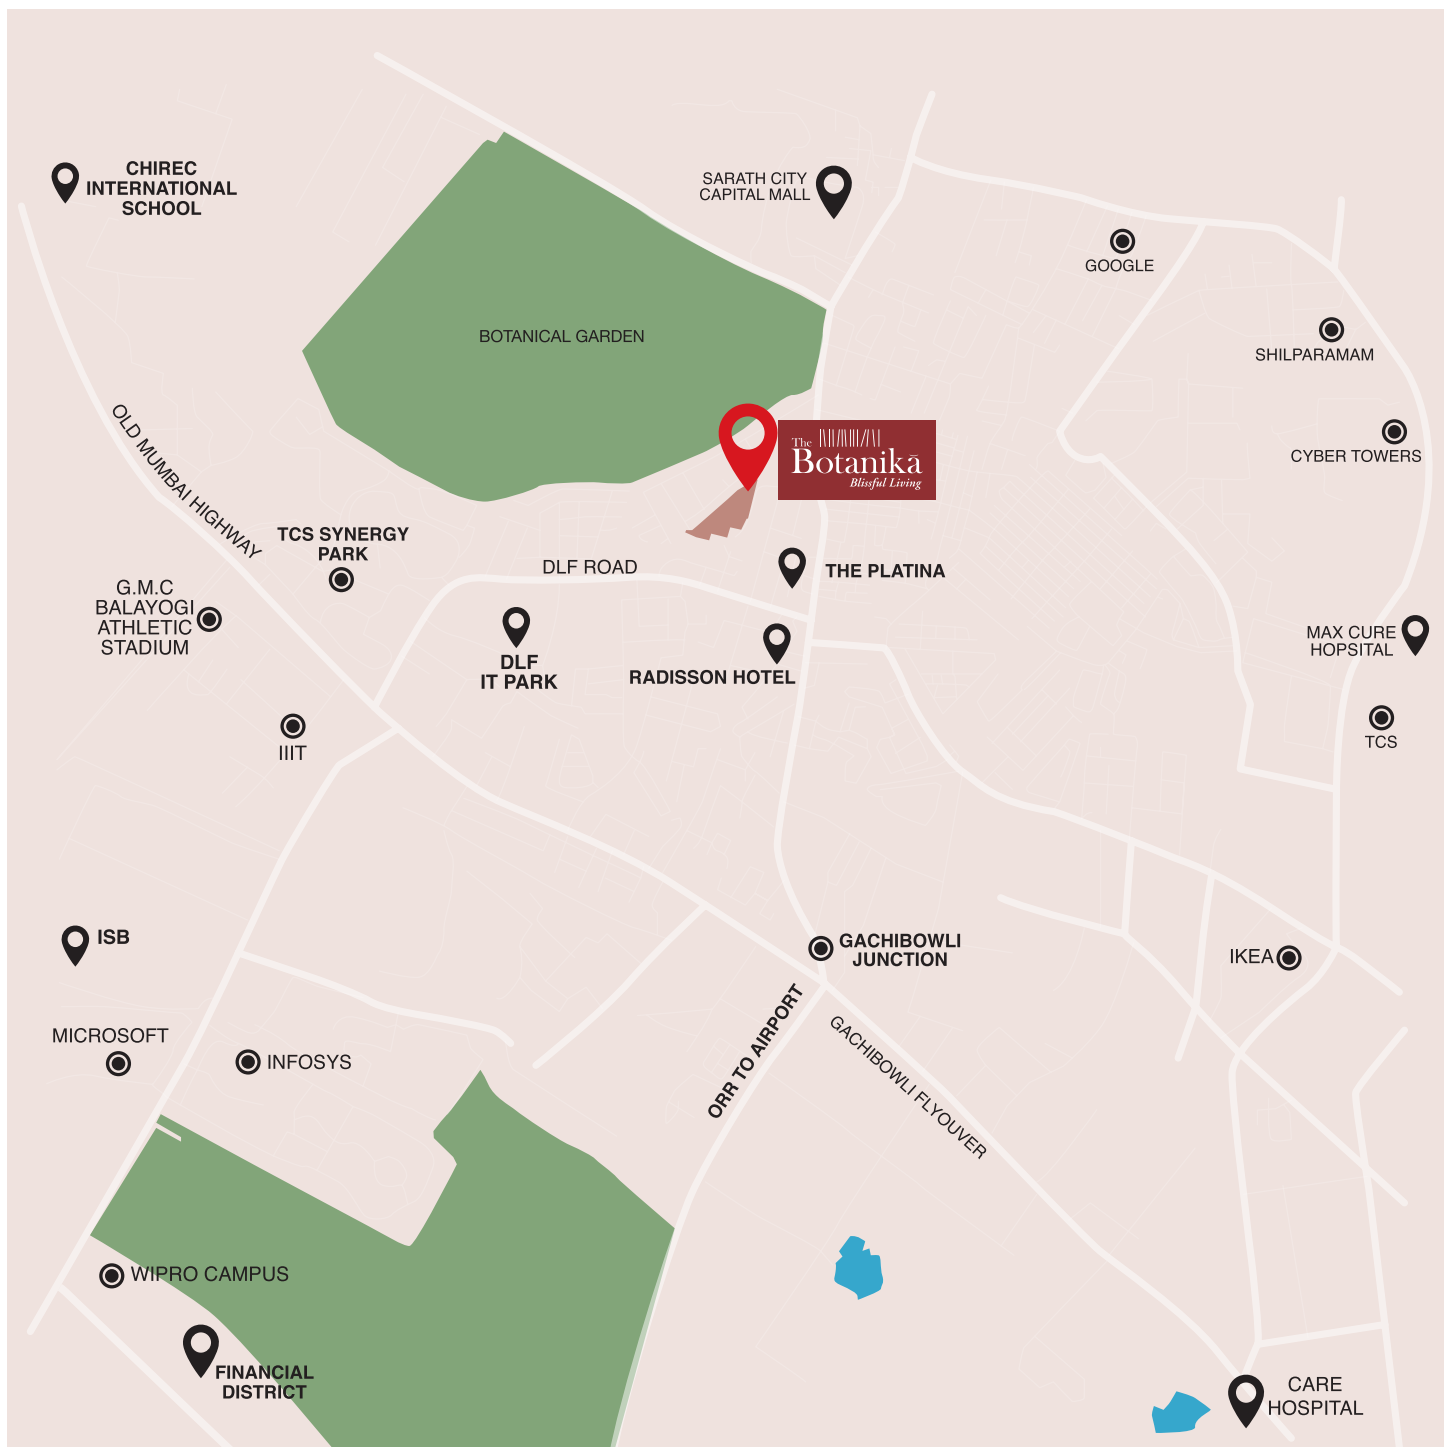 CHIREC
INTERNATIONAL
SCHOOL
SARATH CITY
CAPITAL MALL
GOOGLE
BOTANICAL GARDEN
SHILPARAMAM
OLD MUMBAI HIGHWAY
The
Botanikā
Blissful Living
CYBER TOWERS
TCS SYNERGY
PARK
DLF ROAD
THE PLATINA
G.M.C
BALAYOGI
ATHLETIC
STADIUM
DLF
IT PARK
RADISSON HOTEL
MAX CURE
HOPSITAL
IIIT
TCS
ISB
GACHIBOWLI
JUNCTION
IKEA
MICROSOFT
INFOSYS
ORR TO AIRPORT
GACHIBOWLI FLYOUVER
WIPRO CAMPUS
FINANCIAL
DISTRICT
CARE
HOSPITAL